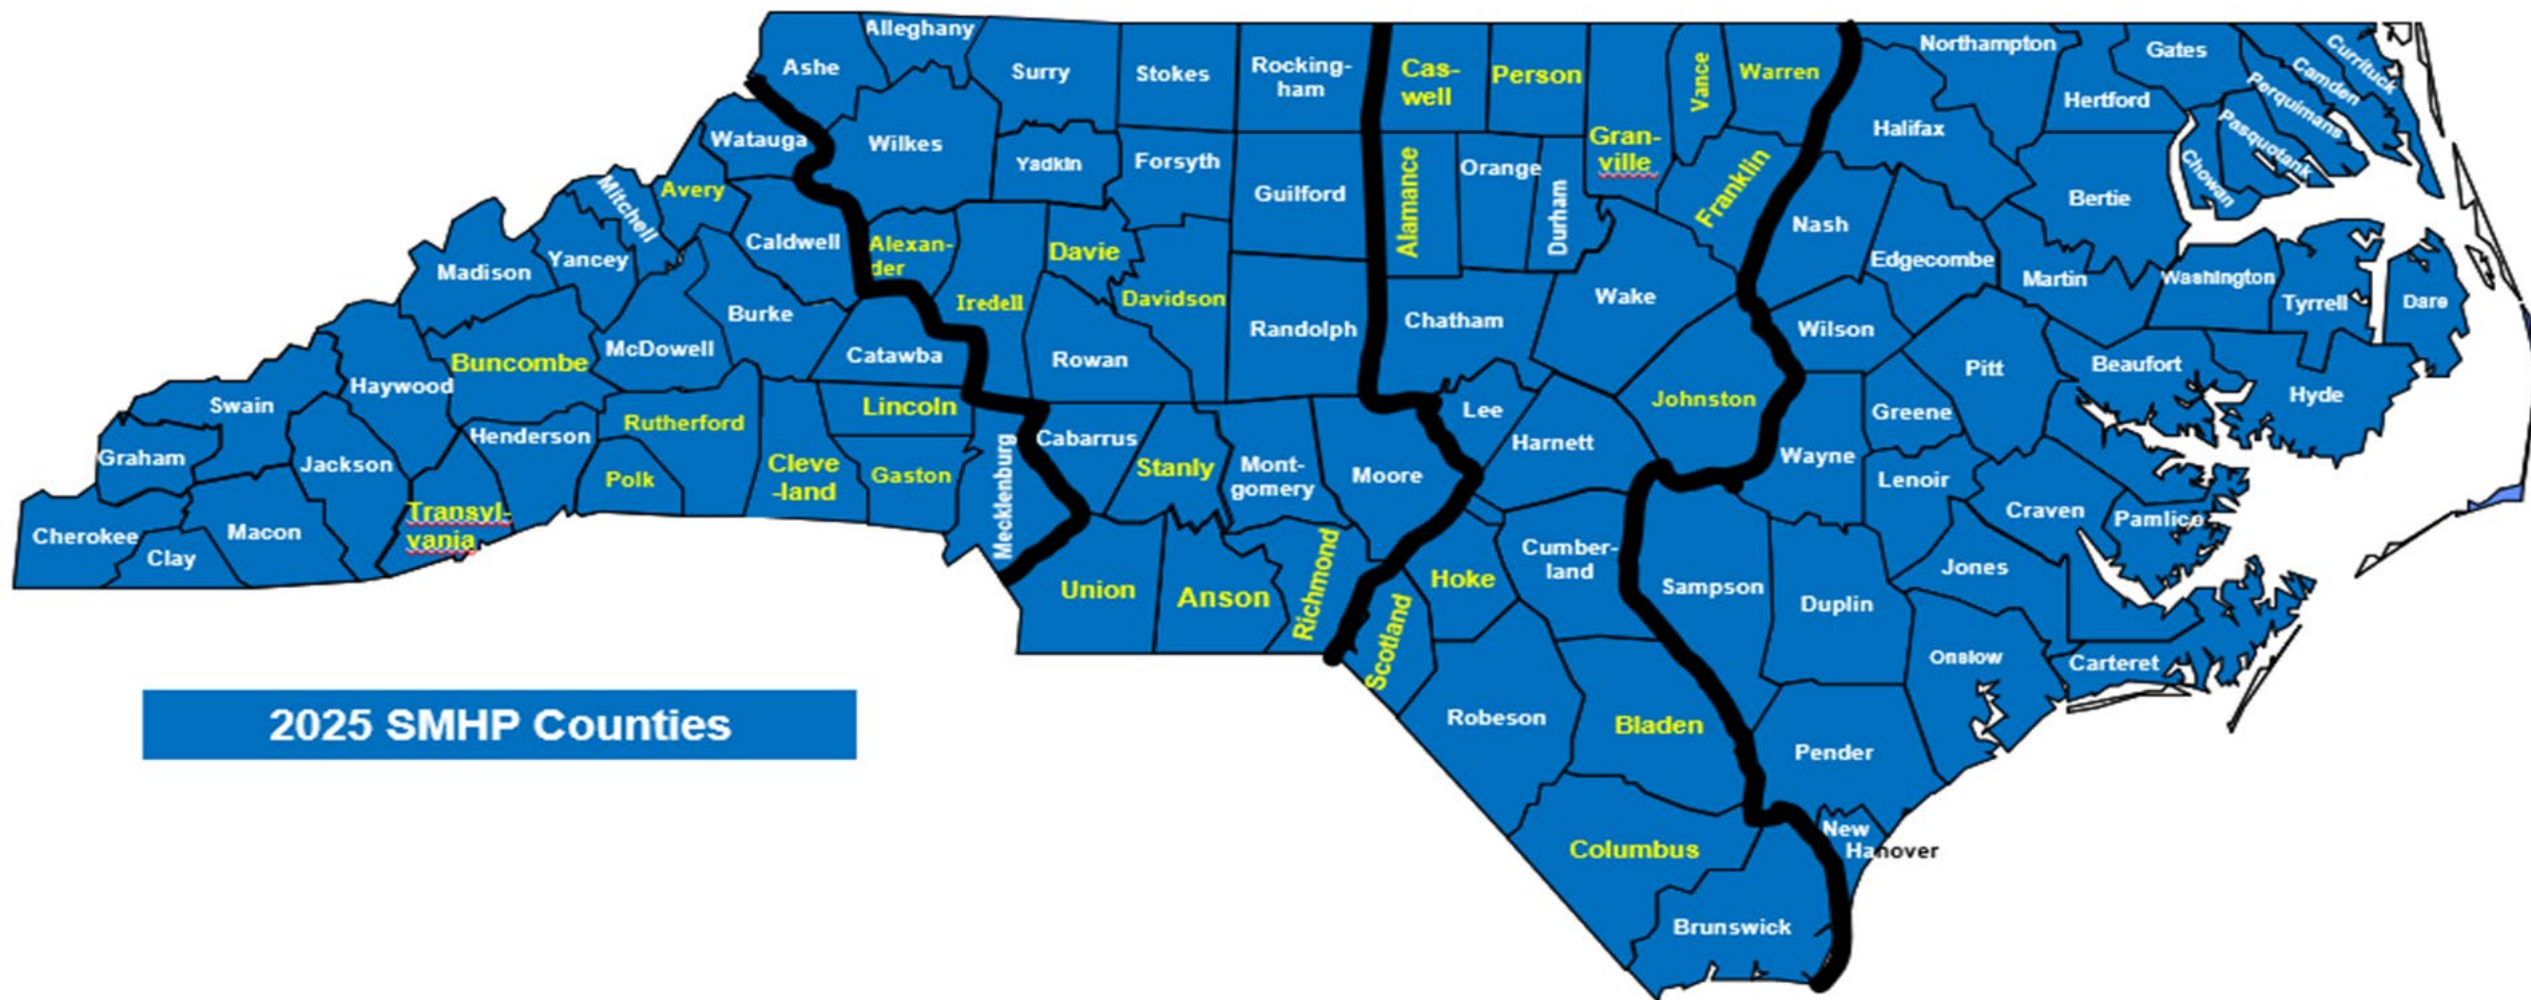 Alleghany
Ashe
Surry
Stokes
Rocking-
ham
Cas-
well
Person
Vance
Warren
Northampton
Gates
Currituck
Camden
Perquimans
Pasquotank
Chowan
Hertford
Halifax
Gran-
ville
Franklin
Watauga
Wilkes
Yadkin
Forsyth
Guilford
Alamance
Orange
Durham
Nash
Edgecombe
Bertie
Martin
Washington
Tyrrell
Dare
Mitchell
Avery
Caldwell
Alexan-
der
Iredell
Davie
Davidson
Randolph
Chatham
Wake
Wilson
Madison
Yancey
Burke
McDowell
Buncombe
Catawba
Rowan
Pitt
Beaufort
Hyde
Haywood
Swain
Graham
Jackson
Henderson
Rutherford
Polk
Cleve
-land
Lincoln
Gaston
Mecklenburg
Cabarrus
Stanly
Mont-
gomery
Moore
Lee
Harnett
Johnston
Wayne
Greene
Lenoir
Craven
Pamlico
Cherokee
Clay
Macon
Transyl-
vania
Union
Anson
Richmond
Scotland
Hoke
Cumber-
land
Sampson
Duplin
Jones
Onslow
Carteret
Robeson
Bladen
Pender
Columbus
New
Hanover
Brunswick
2025 SMHP Counties